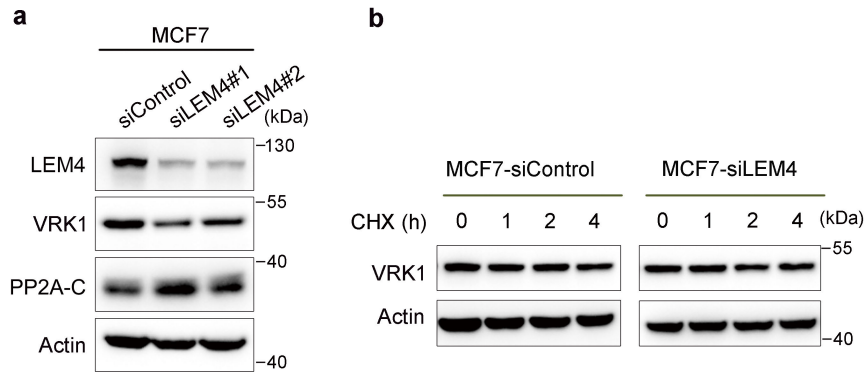 a
MCF7
siControl siLEM4#1 siLEM4#2 (kDa)
LEM4
130
VRK1
55
PP2A-C
40
Actin
40
b
MCF7-siControl MCF7-siLEM4
CHX (h) 0 1 2 4 0 1 2 4 (kDa)
VRK1
55
Actin
40